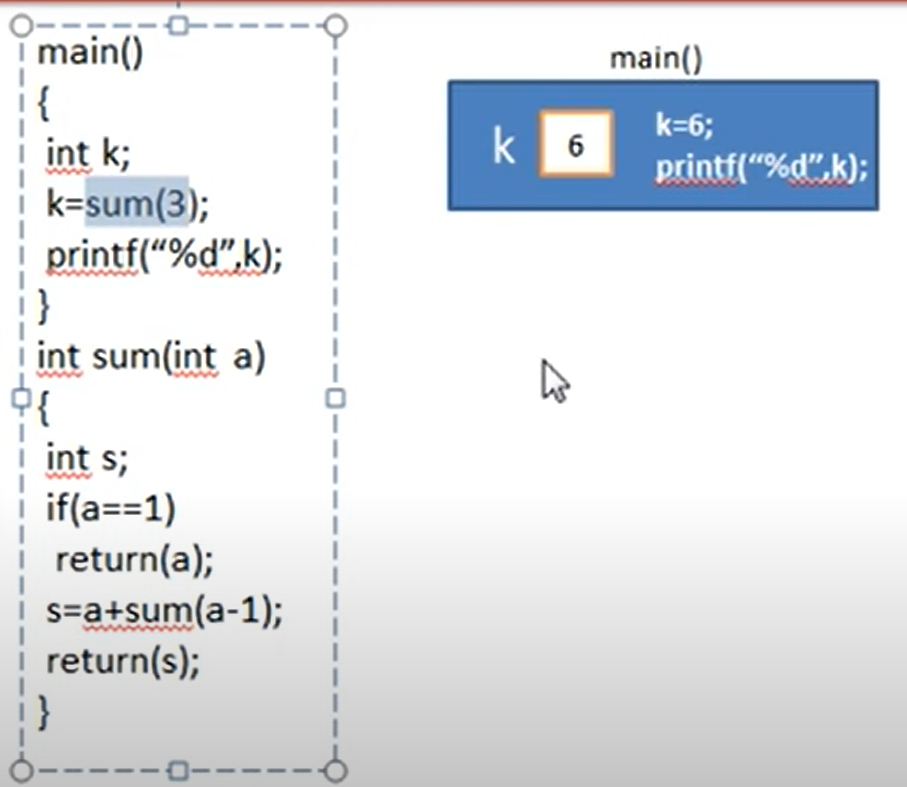 main()
{
int k;
k=sum(3);
printf(“%d”,k);
}
int sum(int a)
{
int s;
if(a==1)
return(a);
s=a+sum(a-1);
return(s);
}
main()
k
6
k=6;
printf(“%d”,k);